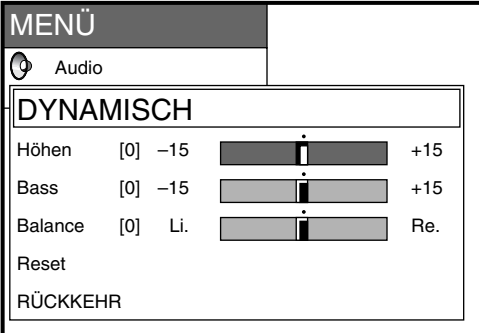 MENÜ
Audio
DYNAMISCH
Höhen [0] –15 +15
Bass [0] –15 +15
Balance [0] Li. Re.
Reset
RÜCKKEHR